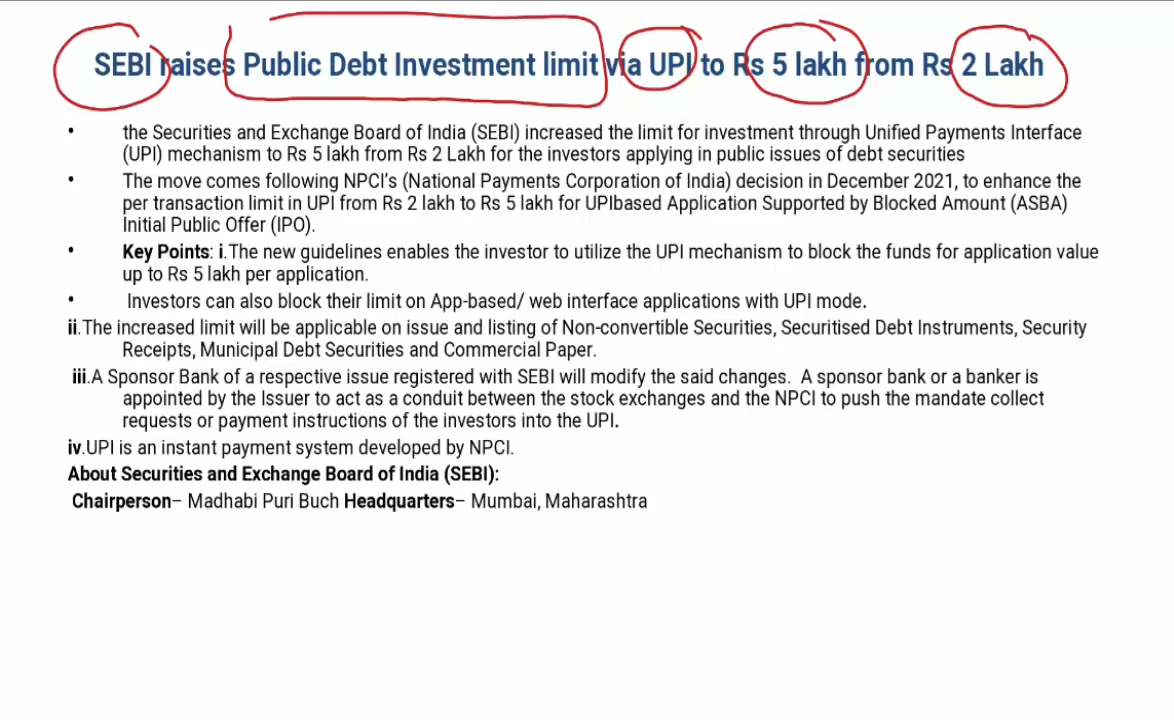 SEBI raises Public Debt Investment limit via UPI to Rs 5 lakh from Rs 2 Lakh
• the Securities and Exchange Board of India (SEBI) increased the limit for investment through Unified Payments Interface
(UPI) mechanism to Rs 5 lakh from Rs 2 Lakh for the investors applying in public issues of debt securities
• The move comes following NPCI's (National Payments Corporation of India) decision in December 2021, to enhance the
per transaction limit in UPI from Rs 2 lakh to Rs 5 lakh for UPIbased Application Supported by Blocked Amount (ASBA)
Initial Public Offer (IPO).
• Key Points: i.The new guidelines enables the investor to utilize the UPI mechanism to block the funds for application value
up to Rs 5 lakh per application.
• Investors can also block their limit on App-based/ web interface applications with UPI mode.
ii.The increased limit will be applicable on issue and listing of Non-convertible Securities, Securitised Debt Instruments, Security
Receipts, Municipal Debt Securities and Commercial Paper.
iii.A Sponsor Bank of a respective issue registered with SEBI will modify the said changes. A sponsor bank or a banker is
appointed by the Issuer to act as a conduit between the stock exchanges and the NPCI to push the mandate collect
requests or payment instructions of the investors into the UPI.
iv.UPI is an instant payment system developed by NPCI.
About Securities and Exchange Board of India (SEBI):
Chairperson– Madhabi Puri Buch Headquarters– Mumbai, Maharashtra